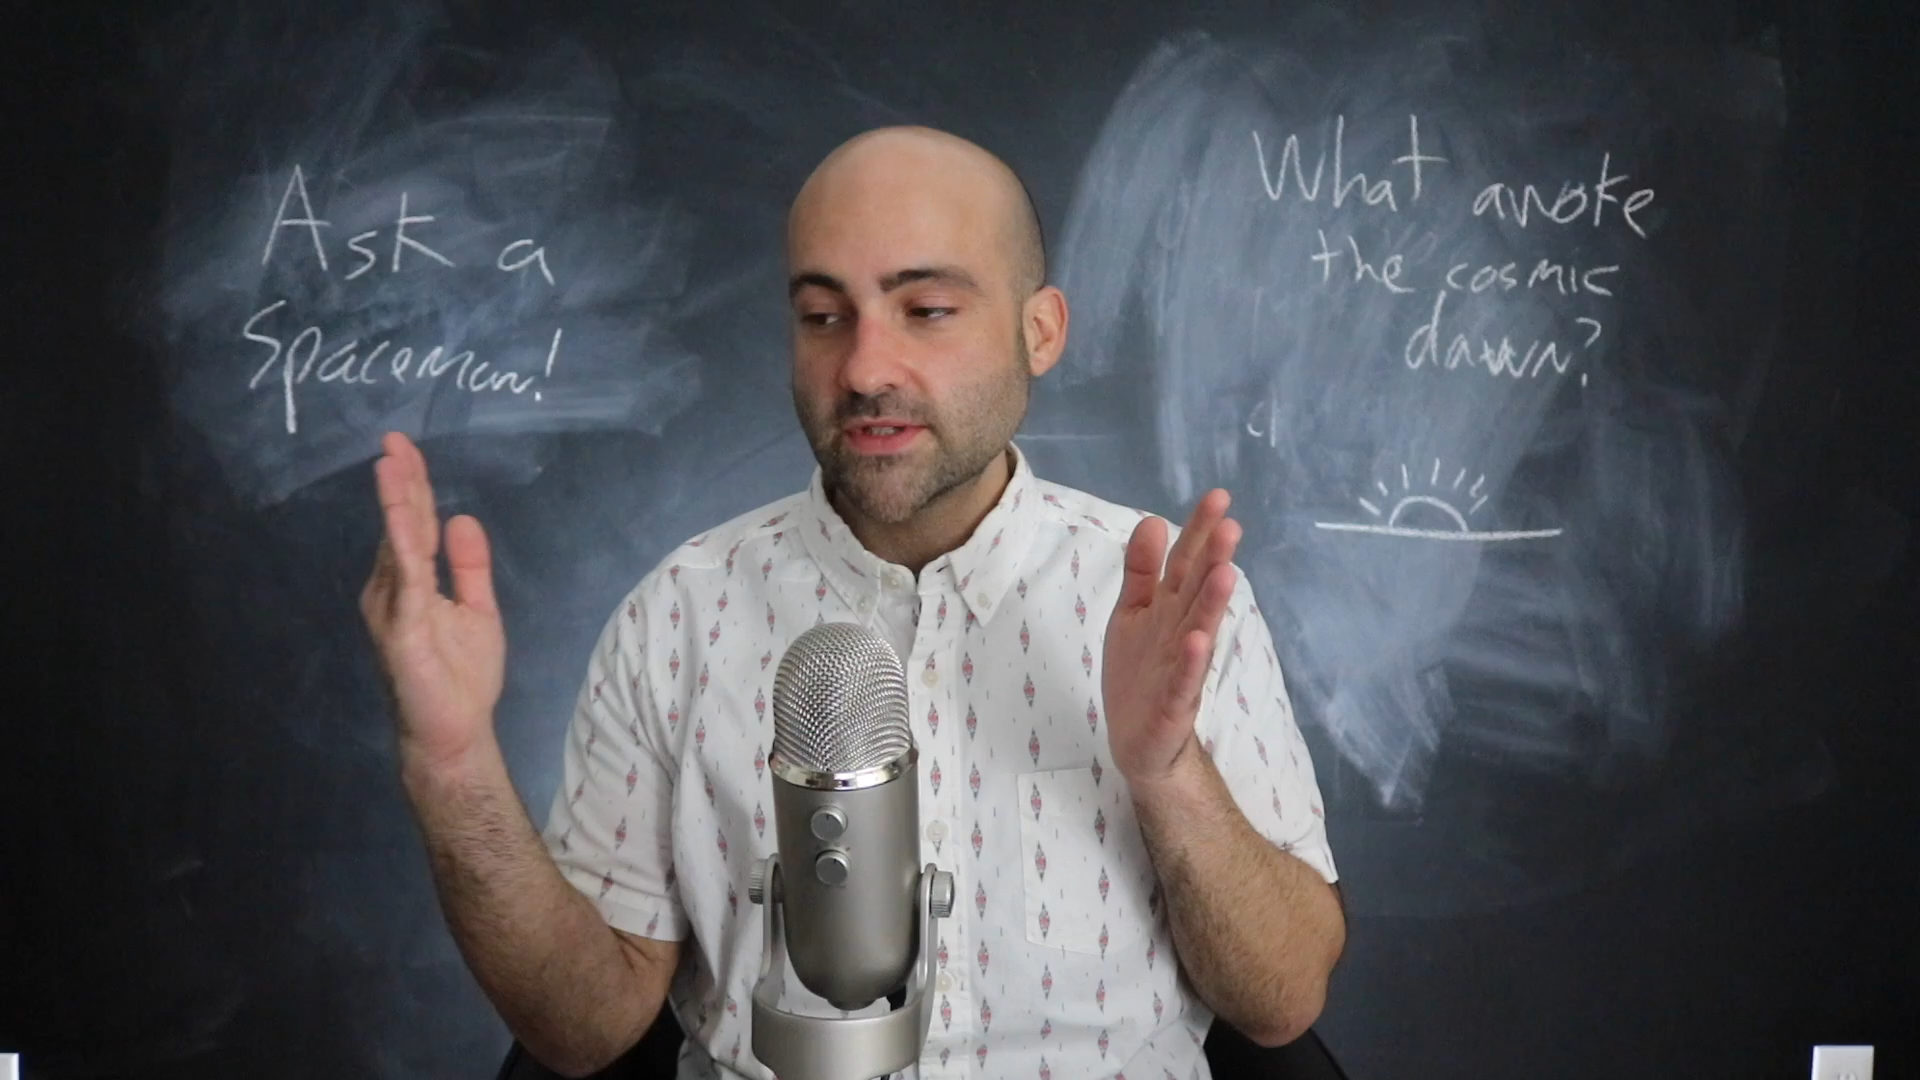 Ask a
Spaceman!
What awoke
the cosmic
dawn?